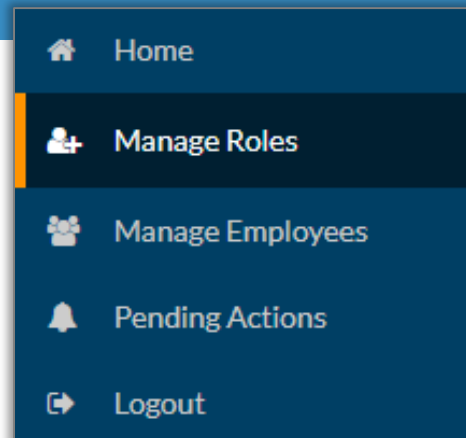 Home
Manage Roles
Manage Employees
Pending Actions
Logout